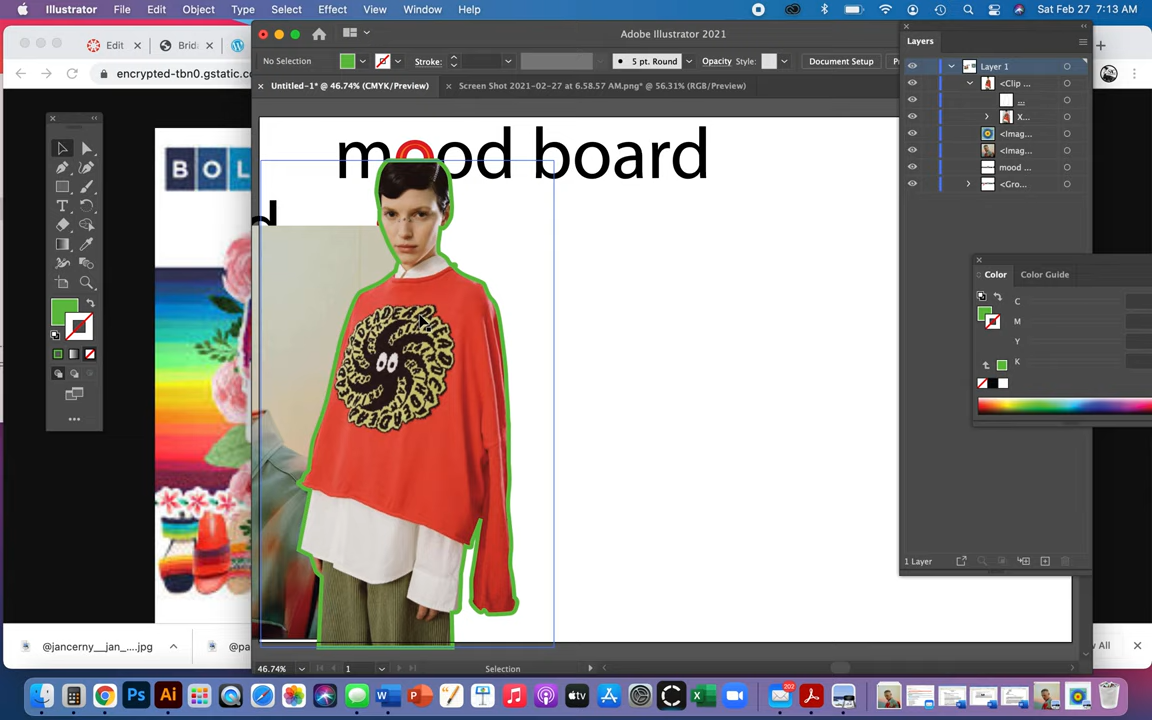 Illustrator File Edit Object Type Select Effect View Window Help
Sat Feb 27 7:13 AM
Edit
Brid
encrypted-tbn0.gstatic.c
Adobe Illustrator 2021
No Selection
Stroke:
5 pt. Round
Opacity
Style:
Document Setup
Untitled-1* @ 46.74% (CMYK/Preview)
Screen Shot 2021-02-27 at 6.58.57 AM.png* @ 56.31% (RGB/Preview)
Layers
Layer 1
<Clip ...
...
X...
<Imag...
<Imag...
mood ...
<Gro...
mood board
d
BOL
Color
Color Guide
C
M
Y
K
1 Layer
46.74%
1
Selection
@jancerny__jan_....jpg
@pa
All
202